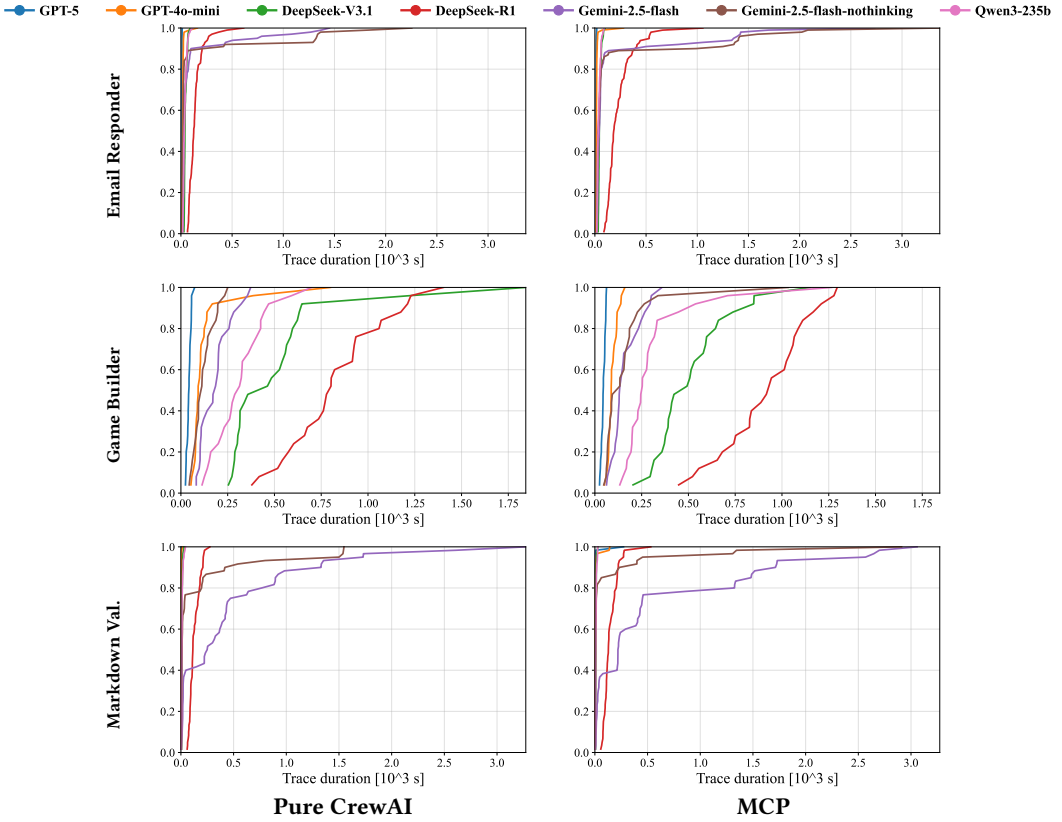 GPT-5 GPT-4o-mini DeepSeek-V3.1 DeepSeek-R1 Gemini-2.5-flash Gemini-2.5-flash-nothinking Qwen3-235b
Email Responder
1.0
0.8
0.6
0.4
0.2
0.0
0.0 0.5 1.0 1.5 2.0 2.5 3.0
Trace duration [10^3 s]
1.0
0.8
0.6
0.4
0.2
0.0
0.0 0.5 1.0 1.5 2.0 2.5 3.0
Trace duration [10^3 s]
Game Builder
1.0
0.8
0.6
0.4
0.2
0.0
0.00 0.25 0.50 0.75 1.00 1.25 1.50 1.75
Trace duration [10^3 s]
1.0
0.8
0.6
0.4
0.2
0.0
0.00 0.25 0.50 0.75 1.00 1.25 1.50 1.75
Trace duration [10^3 s]
Markdown Val.
1.0
0.8
0.6
0.4
0.2
0.0
0.0 0.5 1.0 1.5 2.0 2.5 3.0
Trace duration [10^3 s]
1.0
0.8
0.6
0.4
0.2
0.0
0.0 0.5 1.0 1.5 2.0 2.5 3.0
Trace duration [10^3 s]
Pure CrewAI
MCP